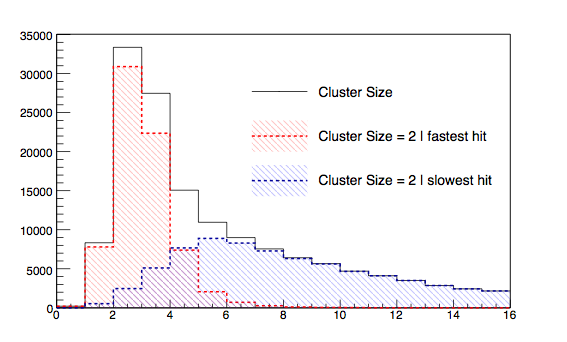 35000
30000
25000
20000
15000
10000
5000
0
0 2 4 6 8 10 12 14 16
Cluster Size
Cluster Size = 2 | fastest hit
Cluster Size = 2 | slowest hit